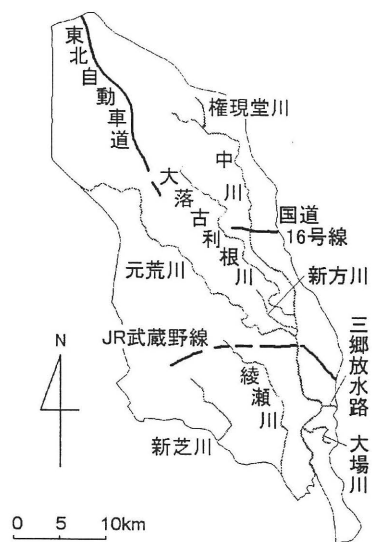 東北自動車道
権現堂川
中川
大落古利根川
国道
16号線
元荒川
新方川
JR武蔵野線
三郷放水路
綾瀬川
大場川
新芝川
N
0 5 10km